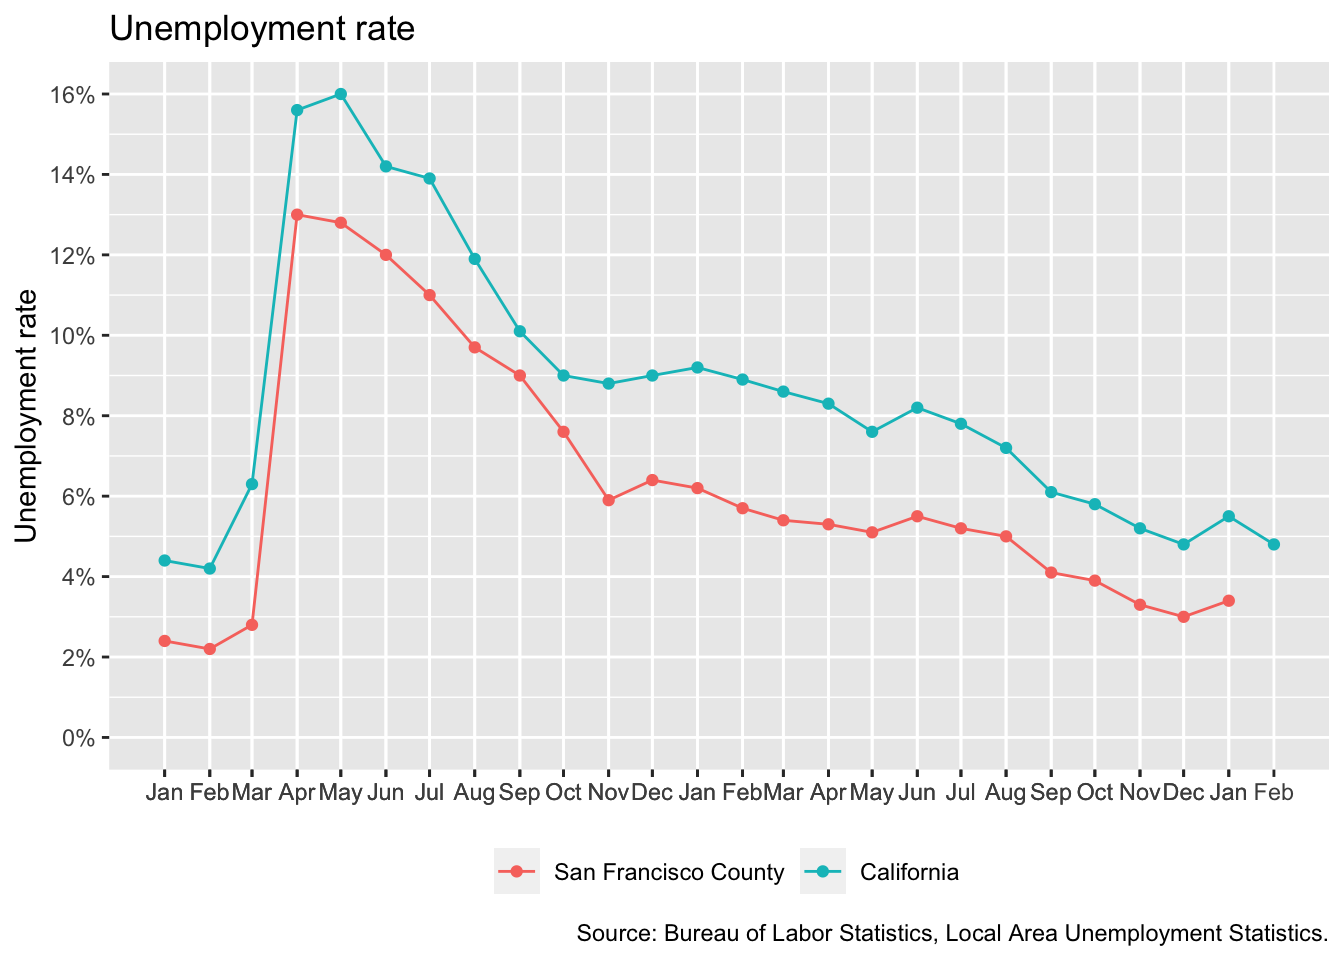 Unemployment rate
Unemployment rate
16%
14%
12%
10%
8%
6%
4%
2%
0%
Jan Feb Mar Apr May Jun Jul Aug Sep Oct Nov Dec Jan Feb Mar Apr May Jun Jul Aug Sep Oct Nov Dec Jan Feb
San Francisco County California
Source: Bureau of Labor Statistics, Local Area Unemployment Statistics.